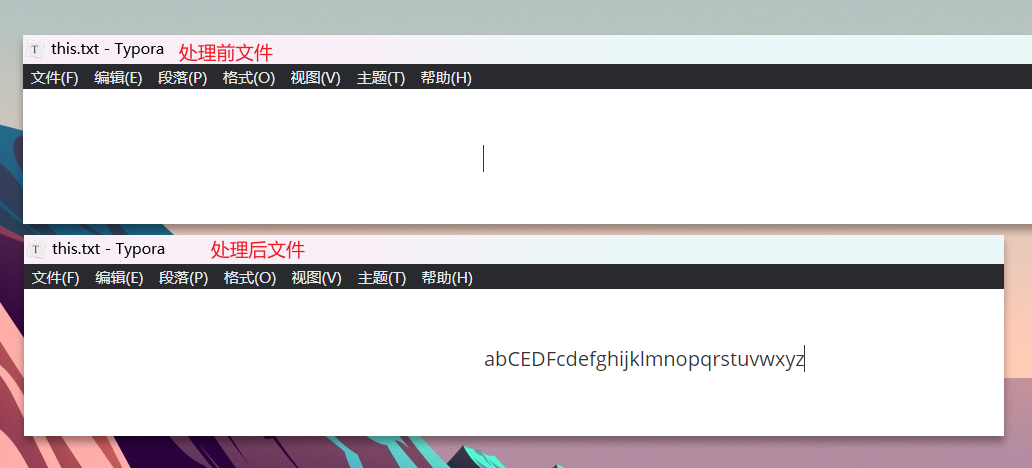 this.txt - Typora 处理前文件
文件(F) 编辑(E) 段落(P) 格式(O) 视图(V) 主题(T) 帮助(H)
this.txt - Typora 处理后文件
文件(F) 编辑(E) 段落(P) 格式(O) 视图(V) 主题(T) 帮助(H)
abCEDFcdefghijklmnopqrstuvwxyz